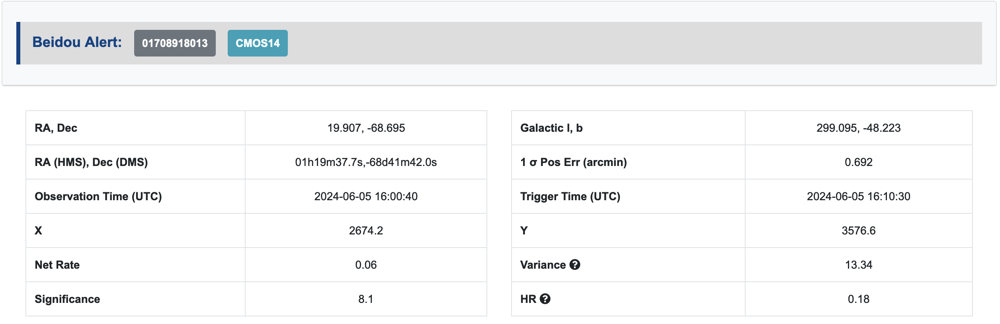 Beidou Alert: 01708918013 CMOS14
RA, Dec 19.907, -68.695
RA (HMS), Dec (DMS) 01h19m37.7s,-68d41m42.0s
Observation Time (UTC) 2024-06-05 16:00:40
X 2674.2
Net Rate 0.06
Significance 8.1
Galactic l, b 299.095, -48.223
1 σ Pos Err (arcmin) 0.692
Trigger Time (UTC) 2024-06-05 16:10:30
Y 3576.6
Variance ? 13.34
HR ? 0.18